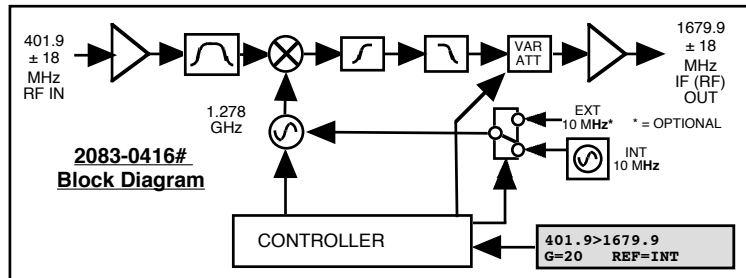 401.9
± 18
MHz
RF IN
VAR
ATT
1679.9
± 18
MHz
IF (RF)
OUT
1.278
GHz
EXT
10 MHz*
* = OPTIONAL
INT
10 MHz
2083-0416#
Block Diagram
CONTROLLER
401.9>1679.9
G=20 REF=INT